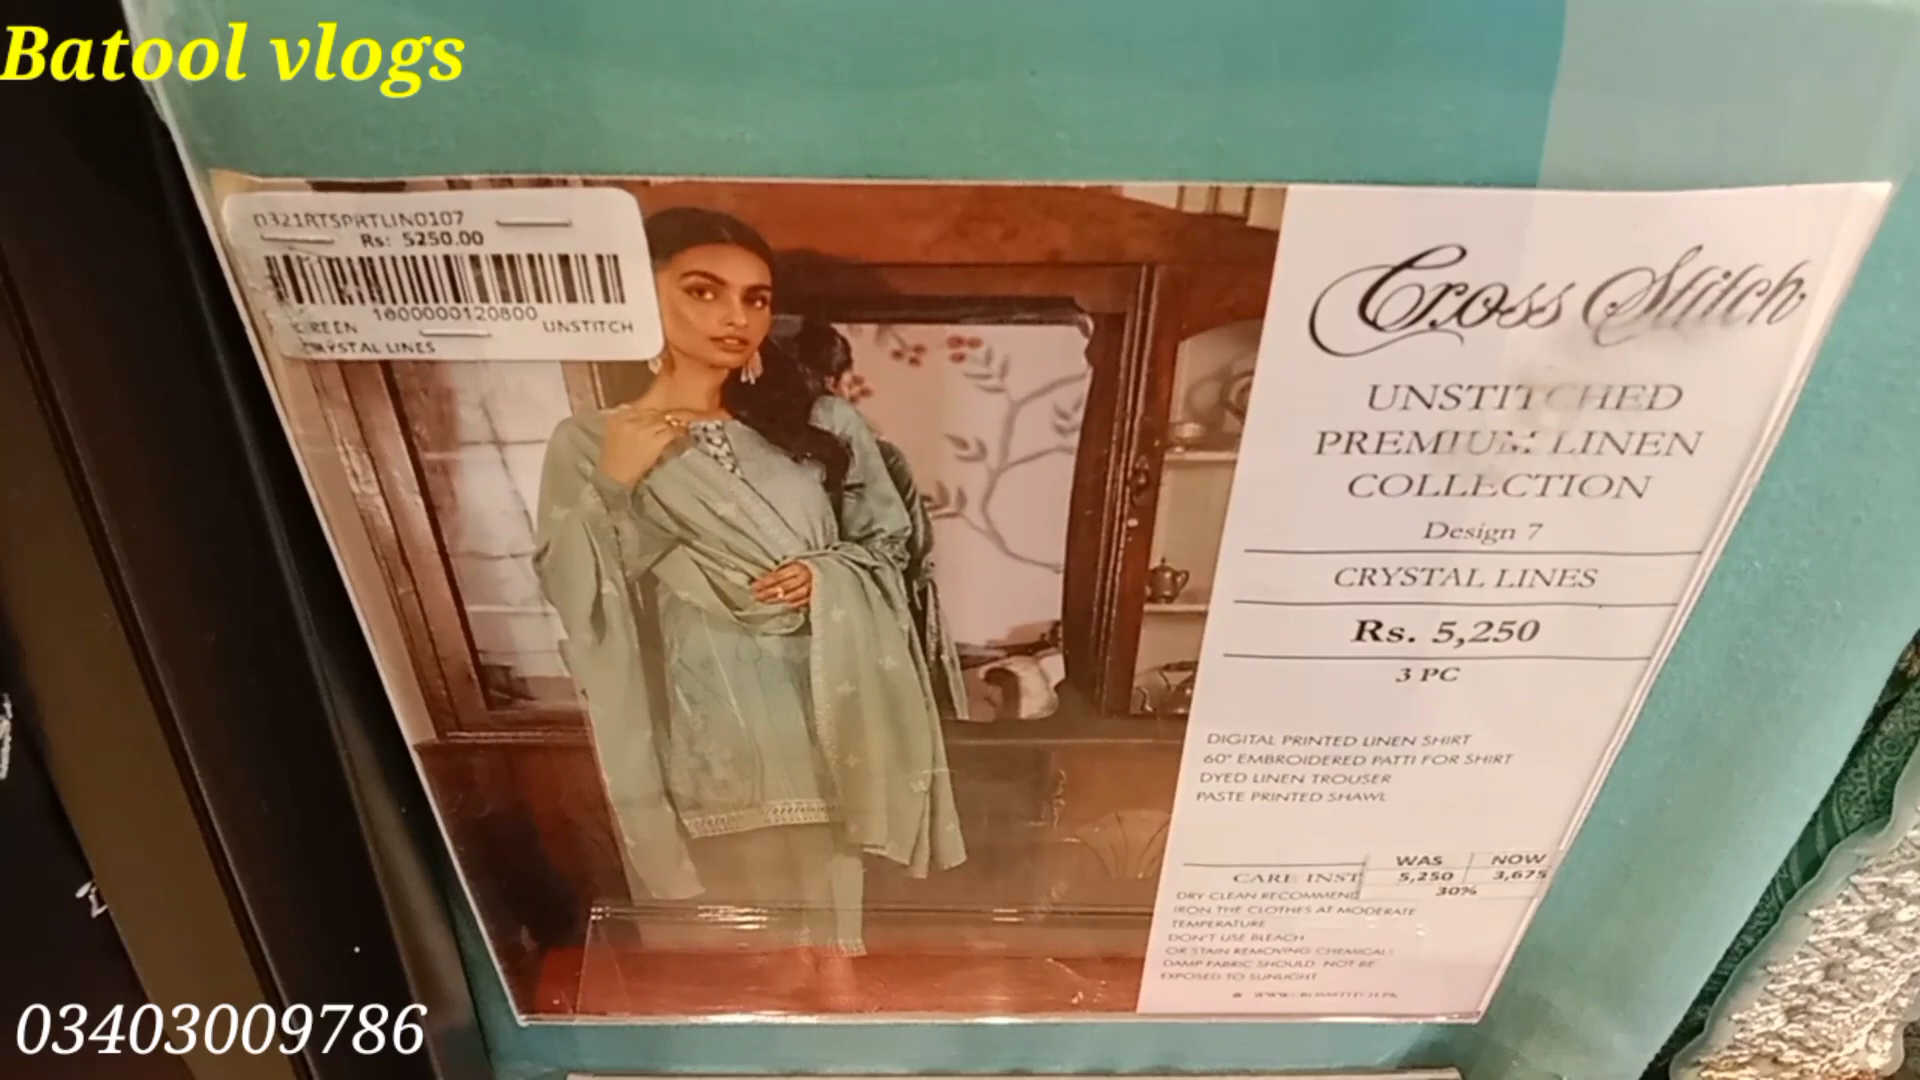 Batool vlogs
0321RTSPRTLIN0107
Rs: 5250.00
1000000120800
GREEN UNSTITCH
CRYSTAL LINES
Cross Stitch
UNSTITCHED
PREMIUM LINEN
COLLECTION
Design 7
CRYSTAL LINES
Rs. 5,250
3 PC
DIGITAL PRINTED LINEN SHIRT
60" EMBROIDERED PATTI FOR SHIRT
DYED LINEN TROUSER
PASTE PRINTED SHAWL
WAS NOW
5,250 3,675
30%
CARE INST
DRY CLEAN RECOMMEND
IRON THE CLOTHES AT MODERATE
TEMPERATURE
DON'T USE BLEACH
OR STAIN REMOVING CHEMICALS
DAMP FABRIC SHOULD NOT BE
EXPOSED TO SUNLIGHT
03403009786